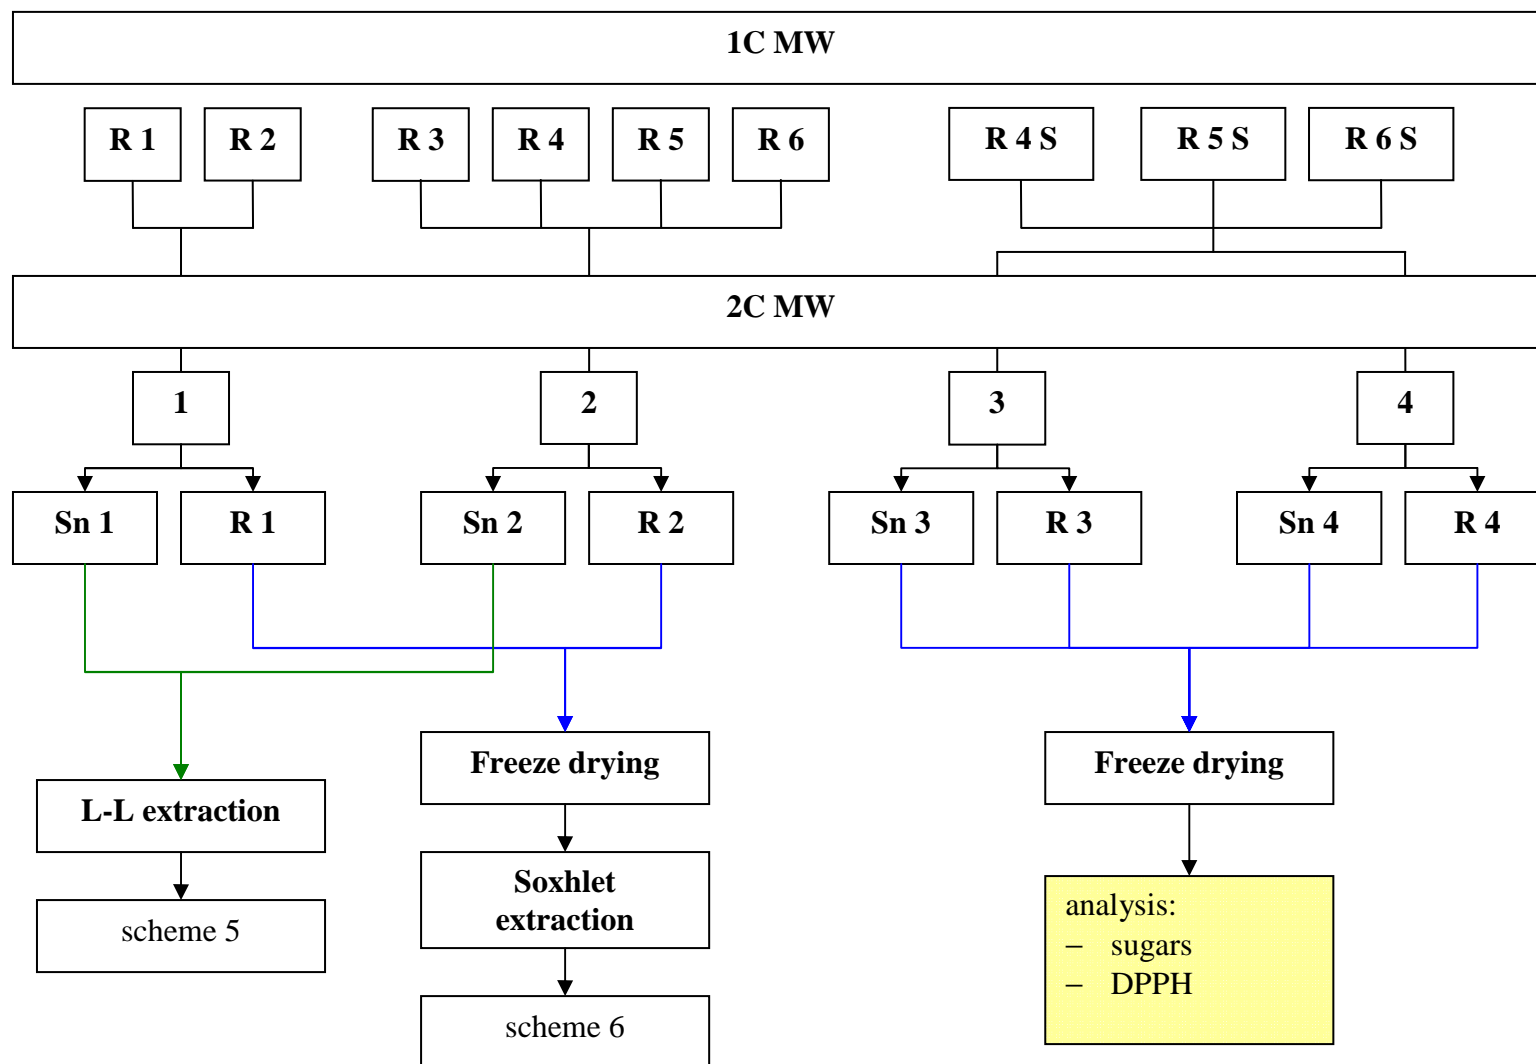 1C MW
R 1
R 2
R 3
R 4
R 5
R 6
R 4 S
R 5 S
R 6 S
2C MW
1
2
3
4
Sn 1
R 1
Sn 2
R 2
Sn 3
R 3
Sn 4
R 4
L-L extraction
scheme 5
Freeze drying
Soxhlet
extraction
scheme 6
Freeze drying
analysis:
– sugars
– DPPH